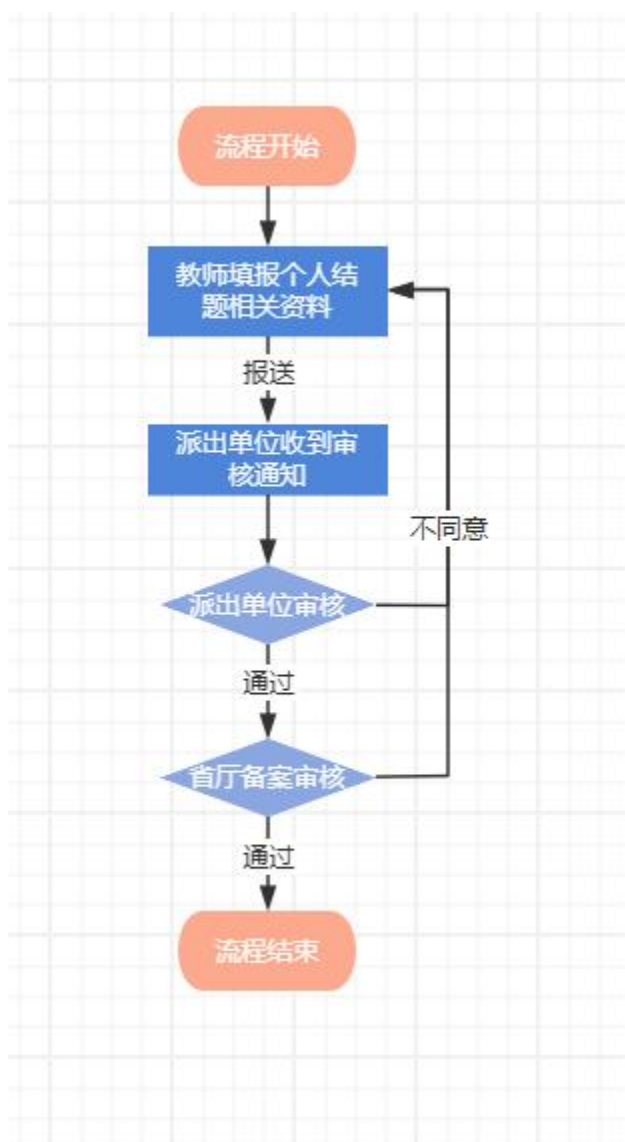 流程开始
教师填报个人结
题相关资料
报送
派出单位收到审
核通知
不同意
派出单位审核
通过
省厅备案审核
通过
流程结束